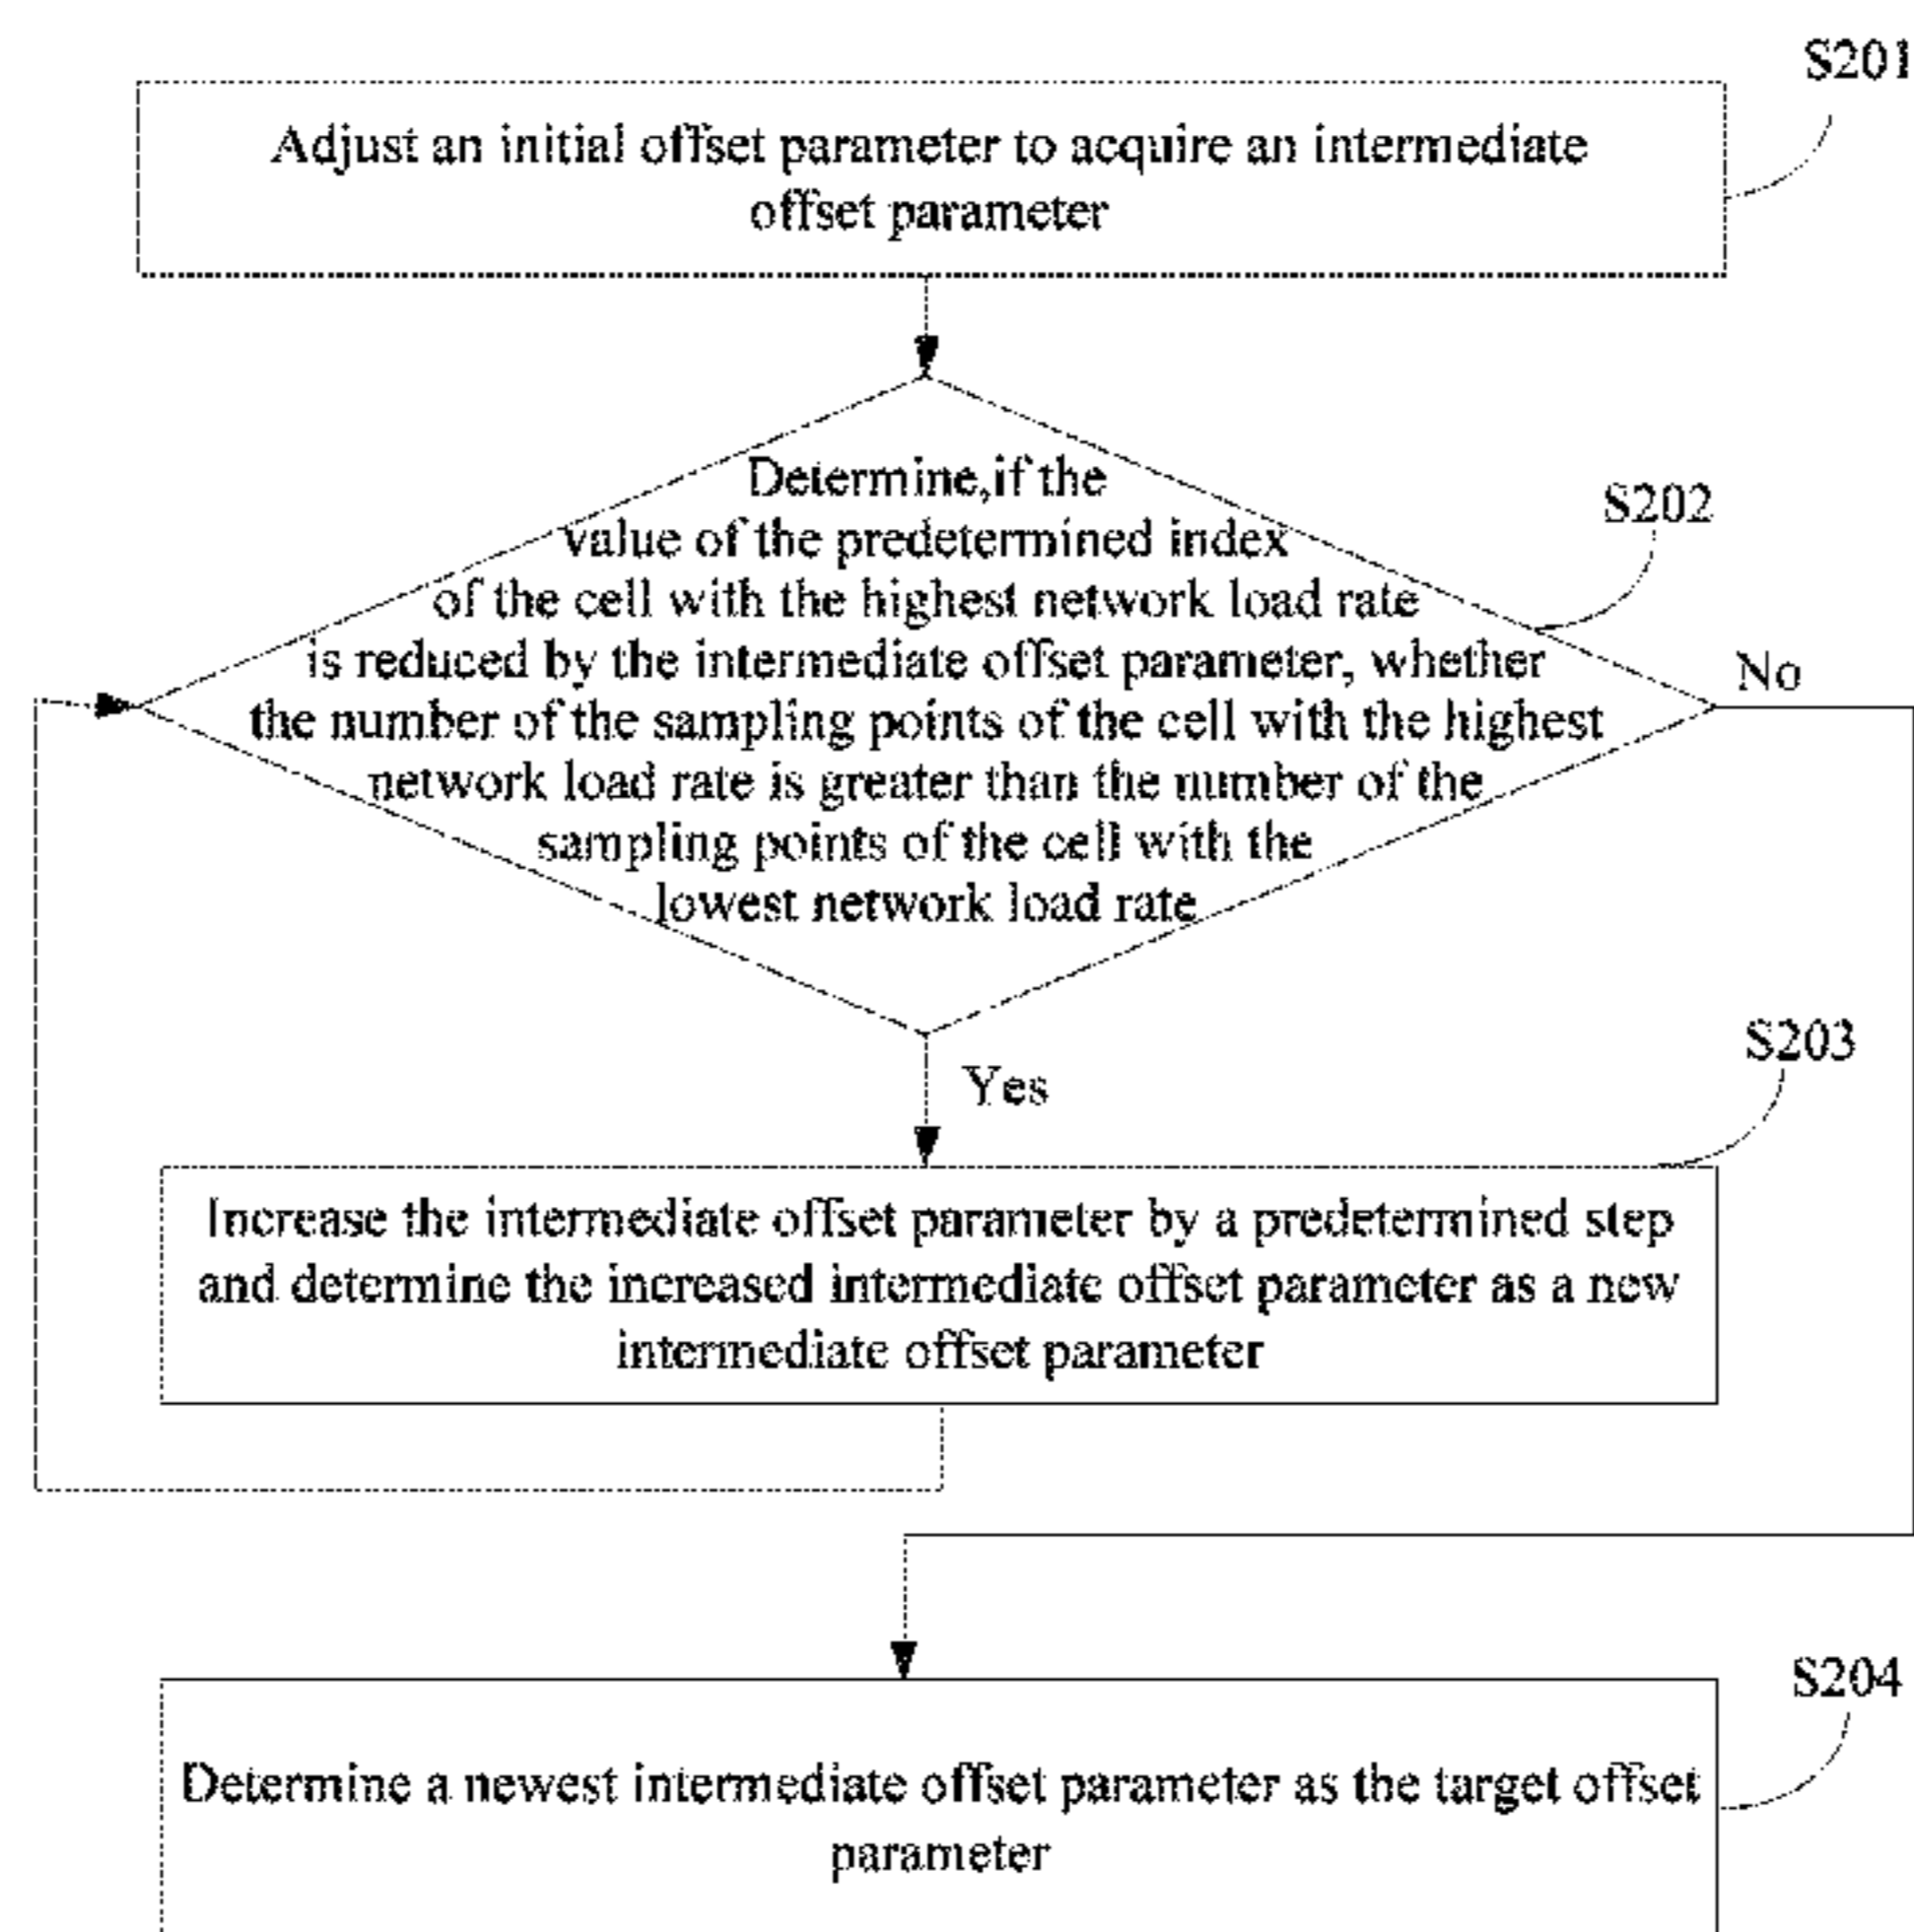 S201
Adjust an initial offset parameter to acquire an intermediate
offset parameter
Determine,if the
value of the predetermined index
of the cell with the highest network load rate
is reduced by the intermediate offset parameter, whether
the number of the sampling points of the cell with the highest
network load rate is greater than the number of the
sampling points of the cell with the
lowest network load rate
S202
No
Yes
S203
Increase the intermediate offset parameter by a predetermined step
and determine the increased intermediate offset parameter as a new
intermediate offset parameter
S204
Determine a newest intermediate offset parameter as the target offset
parameter